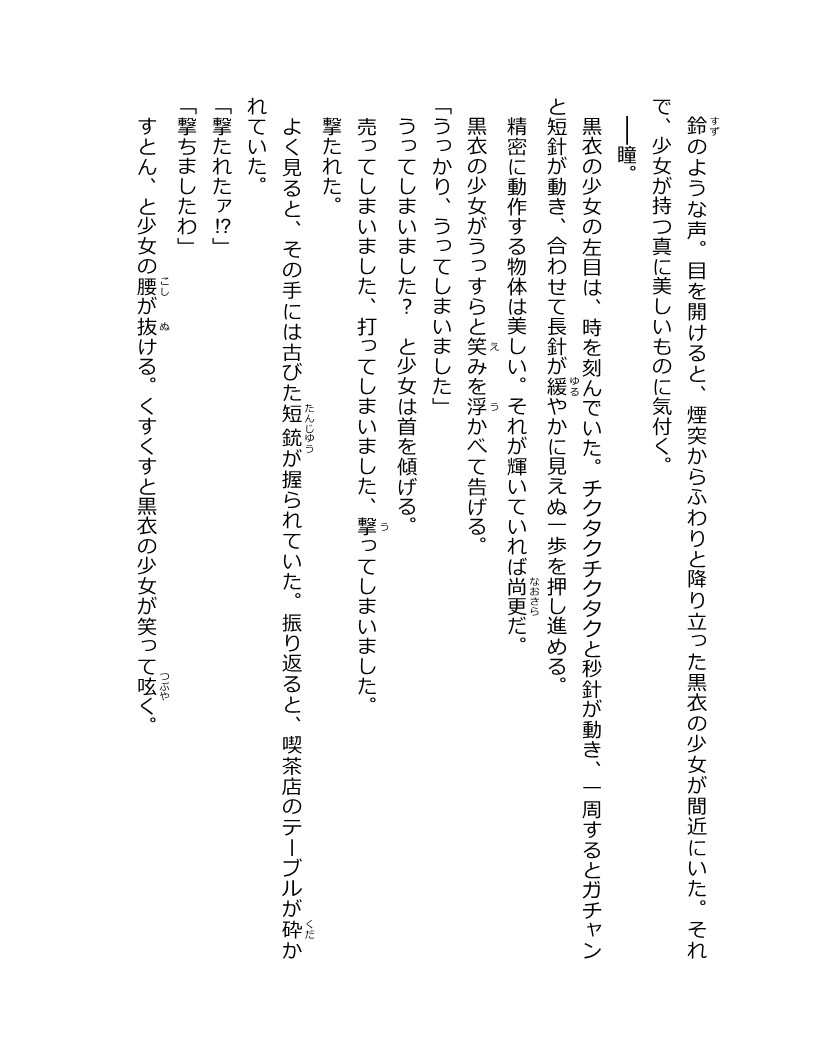 鈴のような声。目を開けると、煙突からふわりと降り立った黒衣の少女が間近にいた。それ
で、少女が持つ真に美しいものに気付く。
――瞳。
黒衣の少女の左目は、時を刻んでいた。チクタクチクタクと秒針が動き、一周するとガチャン
と短針が動き、合わせて長針が緩やかに見えぬ一歩を押し進める。
精密に動作する物体は美しい。それが輝いていれば尚更だ。
黒衣の少女がうっすらと笑みを浮かべて告げる。
「うっかり、うってしまいました」
うってしまいました?　と少女は首を傾げる。
売ってしまいました、打ってしまいました、撃ってしまいました。
撃たれた。
よく見ると、その手には古びた短銃が握られていた。振り返ると、喫茶店のテーブルが砕か
れていた。
「撃たれたァ!?」
「撃ちましたわ」
すとん、と少女の腰が抜ける。くすくすと黒衣の少女が笑って呟く。